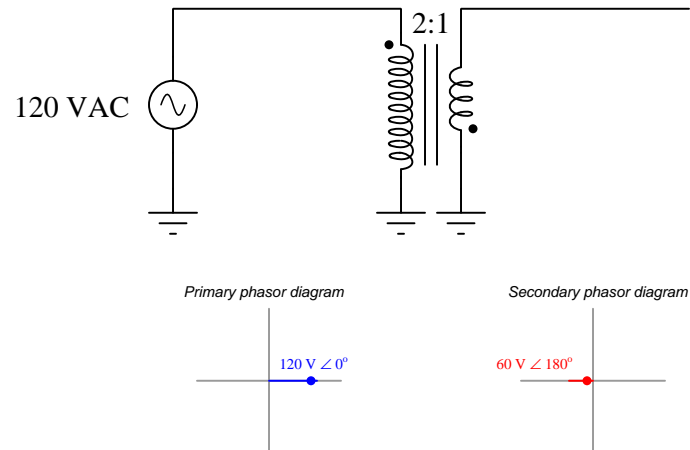 2:1
120 VAC
Primary phasor diagram
Secondary phasor diagram
120 V ∠ 0°
60 V ∠ 180°